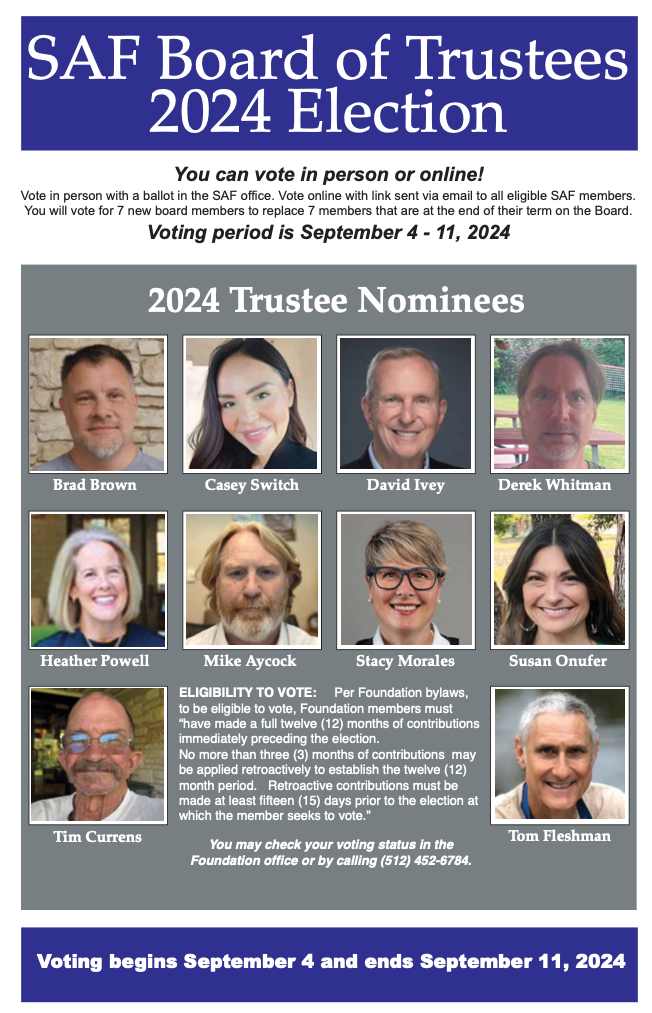 SAF Board of Trustees
2024 Election
You can vote in person or online!
Vote in person with a ballot in the SAF office. Vote online with link sent via email to all eligible SAF members.
You will vote for 7 new board members to replace 7 members that are at the end of their term on the Board.
Voting period is September 4 - 11, 2024
2024 Trustee Nominees
Brad Brown
Casey Switch
David Ivey
Derek Whitman
Heather Powell
Mike Aycock
Stacy Morales
Susan Onufer
Tim Currens
ELIGIBILITY TO VOTE: Per Foundation bylaws,
to be eligible to vote, Foundation members must
“have made a full twelve (12) months of contributions
immediately preceding the election.
No more than three (3) months of contributions may
be applied retroactively to establish the twelve (12)
month period. Retroactive contributions must be
made at least fifteen (15) days prior to the election at
which the member seeks to vote.”
You may check your voting status in the
Foundation office or by calling (512) 452-6784.
Tom Fleshman
Voting begins September 4 and ends September 11, 2024